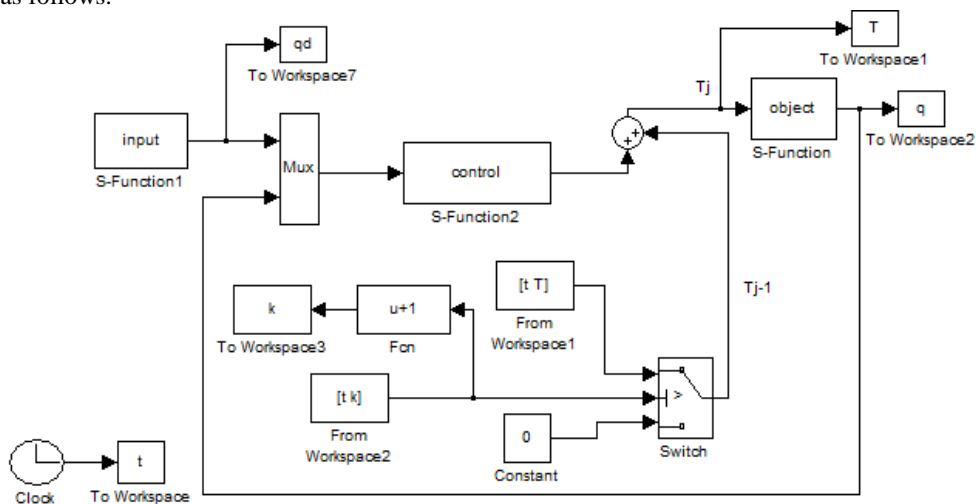 as follows:
qd
To Workspace7
T
To Workspace1
Tj
input
S-Function1
Mux
control
S-Function2
+
+
object
S-Function
q
To Workspace2
[t T]
From
Workspace1
Tj-1
k
To Workspace3
u+1
Fcn
[t k]
From
Workspace2
0
Constant
>
Switch
Clock
t
To Workspace